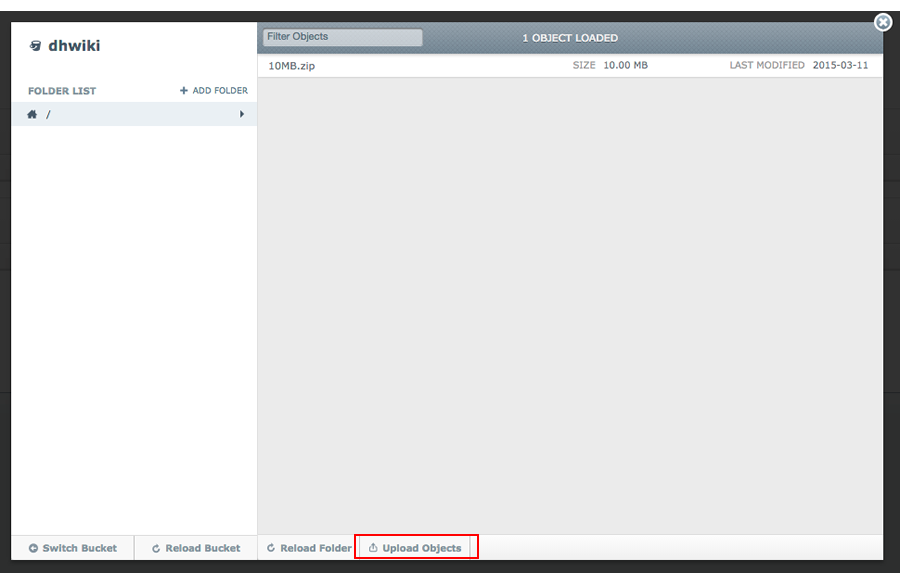 dhwiki
FOLDER LIST
+ ADD FOLDER
/
Filter Objects
1 OBJECT LOADED
10MB.zip SIZE 10.00 MB LAST MODIFIED 2015-03-11
Switch Bucket
Reload Bucket
Reload Folder
Upload Objects